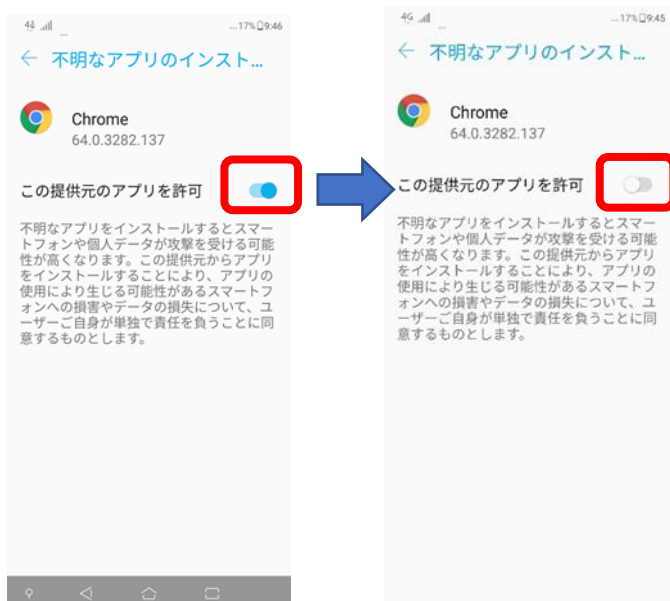 4G ...17% 9:46
← 不明なアプリのインスト...
Chrome
64.0.3282.137
この提供元のアプリを許可
不明なアプリをインストールするとスマー
トフォンや個人データが攻撃を受ける可能
性が高くなります。この提供元からアプリ
をインストールすることにより、アプリの
使用により生じる可能性があるスマートフ
ォンへの損害やデータの損失について、ユ
ーザーご自身が単独で責任を負うことに同
意するものとします。
4G ...17% 9:45
← 不明なアプリのインスト...
Chrome
64.0.3282.137
この提供元のアプリを許可
不明なアプリをインストールするとスマー
トフォンや個人データが攻撃を受ける可能
性が高くなります。この提供元からアプリ
をインストールすることにより、アプリの
使用により生じる可能性があるスマートフ
ォンへの損害やデータの損失について、ユ
ーザーご自身が単独で責任を負うことに同
意するものとします。